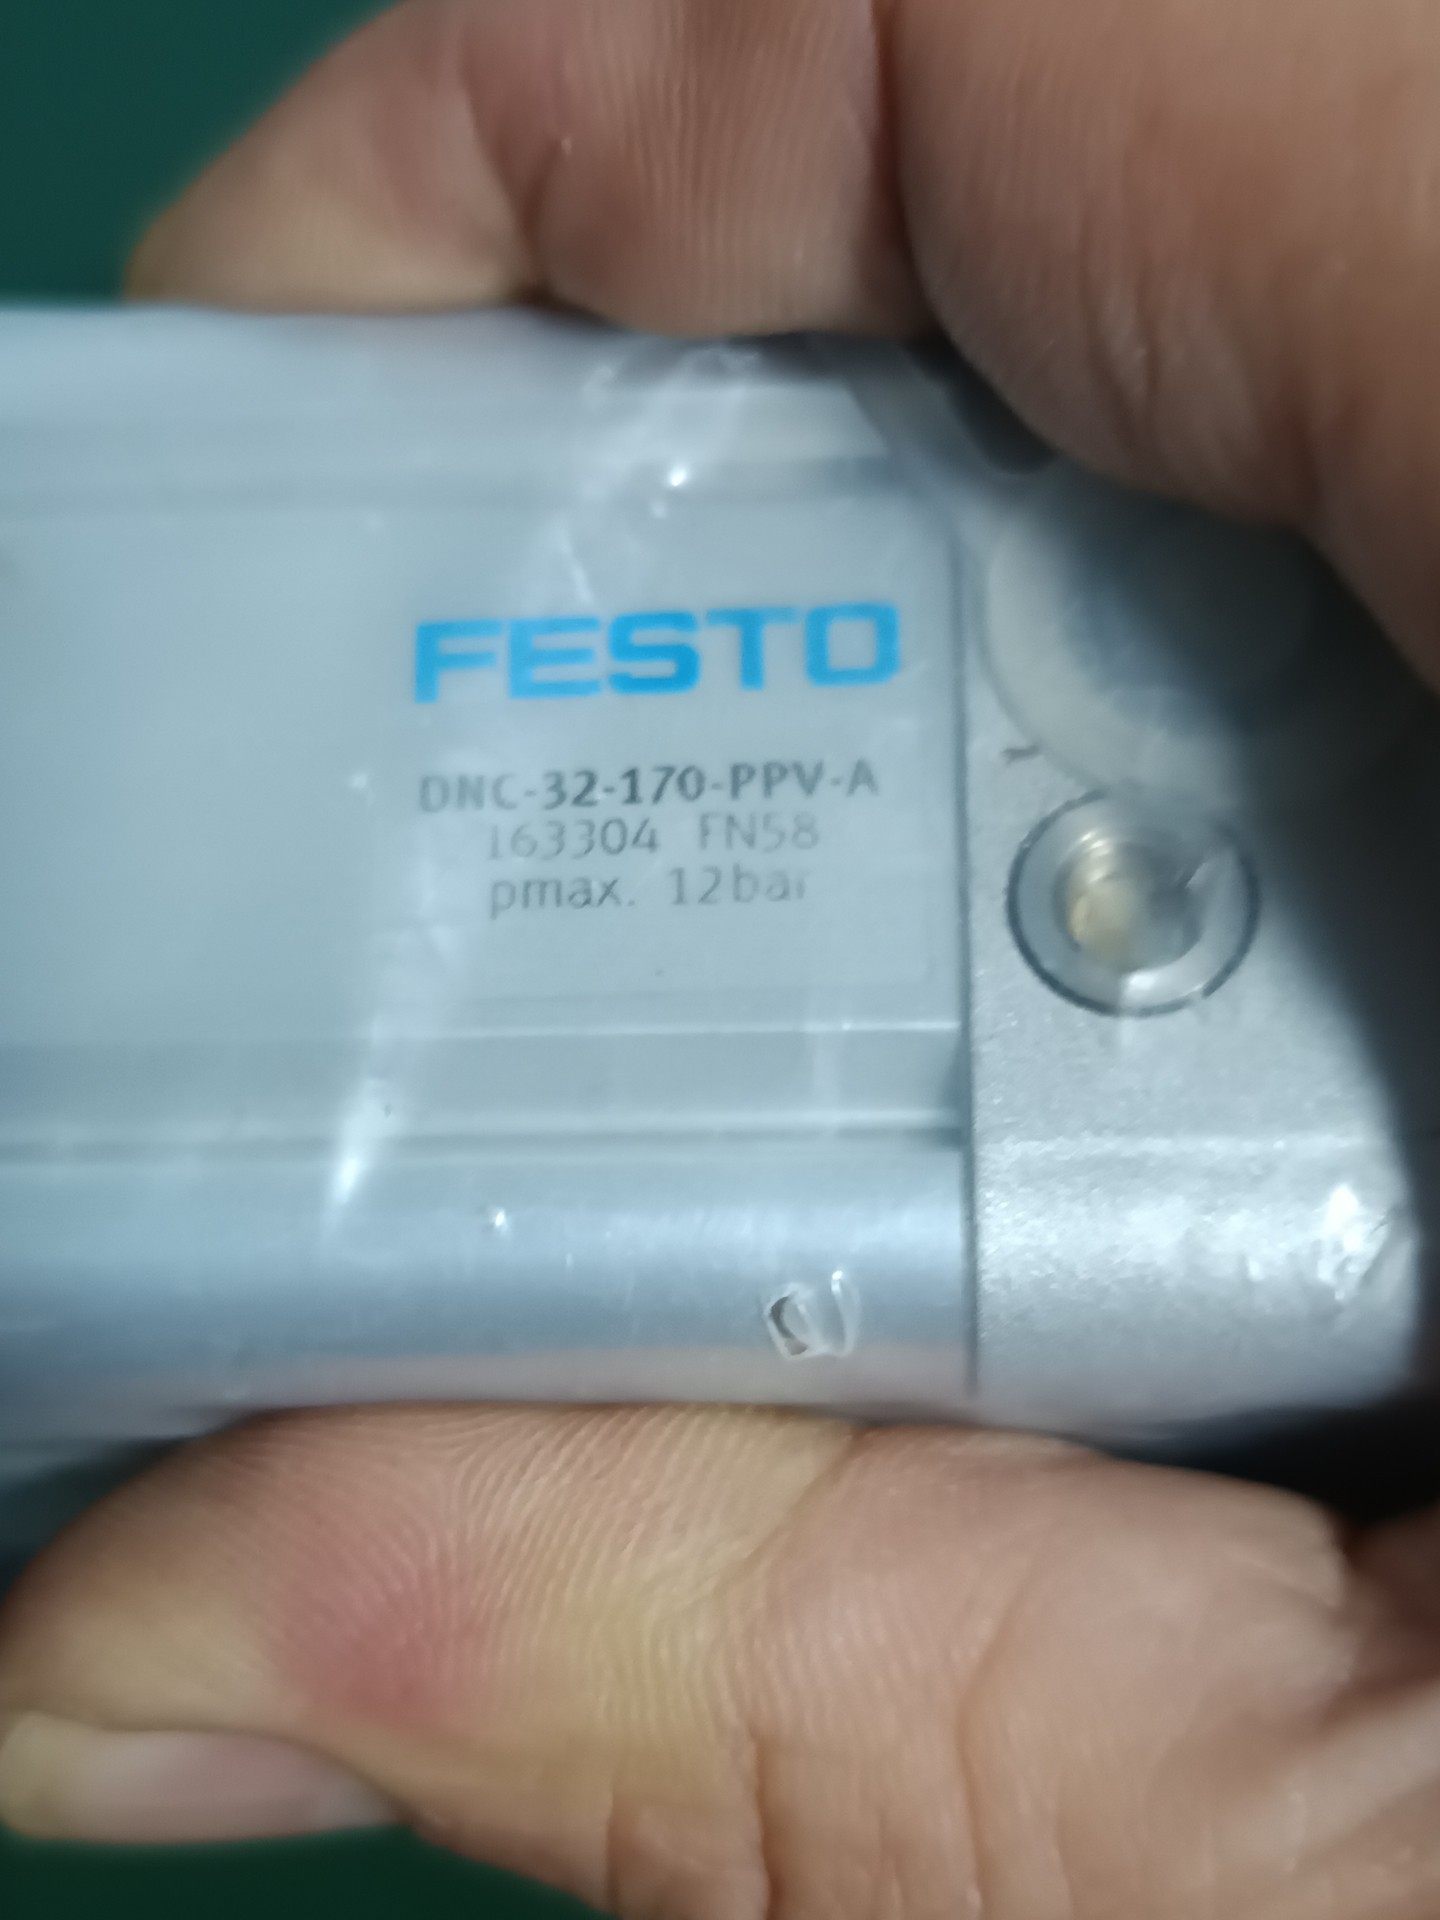 FESTO
DNC-32-170-PPV-A
163304 FN58
pmax. 12bar